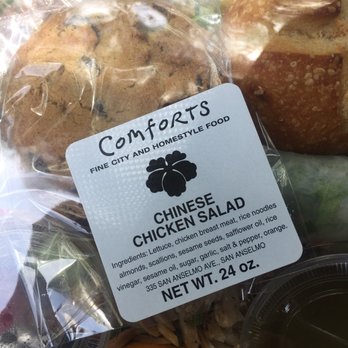 Comforts
FINE CITY AND HOMESTYLE FOOD
CHINESE
CHICKEN SALAD
Ingredients: Lettuce, chicken breast meat, rice noodles
almonds, scallions, sesame seeds, safflower oil, rice
vinegar, sesame oil, sugar, garlic, salt & pepper, orange.
335 SAN ANSELMO AVE., SAN ANSELMO
NET WT. 24 oz.